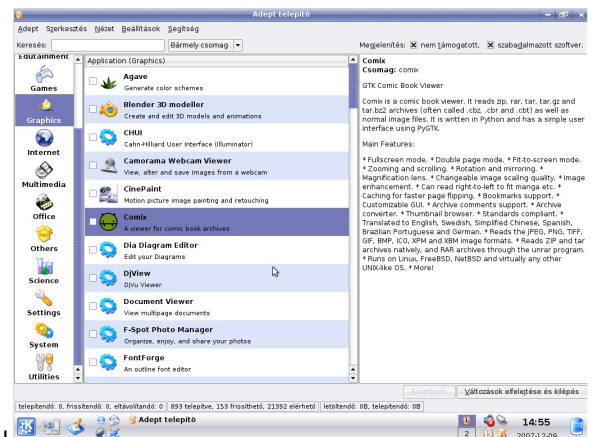 Adept telepítő
Adept Szerkesztés Nézet Beállítások Segítség
Keresés: Bármely csomag Megjelenítés: nem támogatott, szabadalmazott szoftver.
Edutainment
Games
Graphics
Internet
Multimedia
Office
Others
Science
Settings
System
Utilities
Application (Graphics)
Agave
Generate color schemes
Blender 3D modeller
Create and edit 3D models and animations
CHUI
Cahn-Hilliard User Interface (Illuminator)
Camorama Webcam Viewer
View, alter and save images from a webcam
CinePaint
Motion picture image painting and retouching
Comix
A viewer for comic book archives
Dia Diagram Editor
Edit your Diagrams
DjView
DjVu Viewer
Document Viewer
View multipage documents
F-Spot Photo Manager
Organize, enjoy, and share your photos
FontForge
An outline font editor
Comix
Csomag: comix
GTK Comic Book Viewer
Comix is a comic book viewer. It reads zip, rar, tar, tar.gz and
tar.bz2 archives (often called .cbz, .cbr and .cbt) as well as
normal image files. It is written in Python and has a simple user
interface using PyGTK.
Main Features:
* Fullscreen mode. * Double page mode. * Fit-to-screen mode.
* Zooming and scrolling. * Rotation and mirroring. *
Magnification lens. * Changeable image scaling quality. * Image
enhancement. * Can read right-to-left to fit manga etc. *
Caching for faster page flipping. * Bookmarks support. *
Customizable GUI. * Archive comments support. * Archive
converter. * Thumbnail browser. * Standards compliant. *
Translated to English, Swedish, Simplified Chinese, Spanish,
Brazilian Portuguese and German. * Reads the JPEG, PNG, TIFF,
GIF, BMP, ICO, XPM and XBM image formats. * Reads ZIP and tar
archives natively, and RAR archives through the unrar program.
* Runs on Linux, FreeBSD, NetBSD and virtually any other
UNIX-like OS. * More!
Következő Változások elfelejtése és kilépés
telepítendő: 0, frissítendő: 0, eltávolítandó: 0 893 telepítve, 153 frissíthető, 21392 elérhető letöltendő: 0B, telepítendő: 0B
Adept telepítő
1
2
14:55
2007-12-09